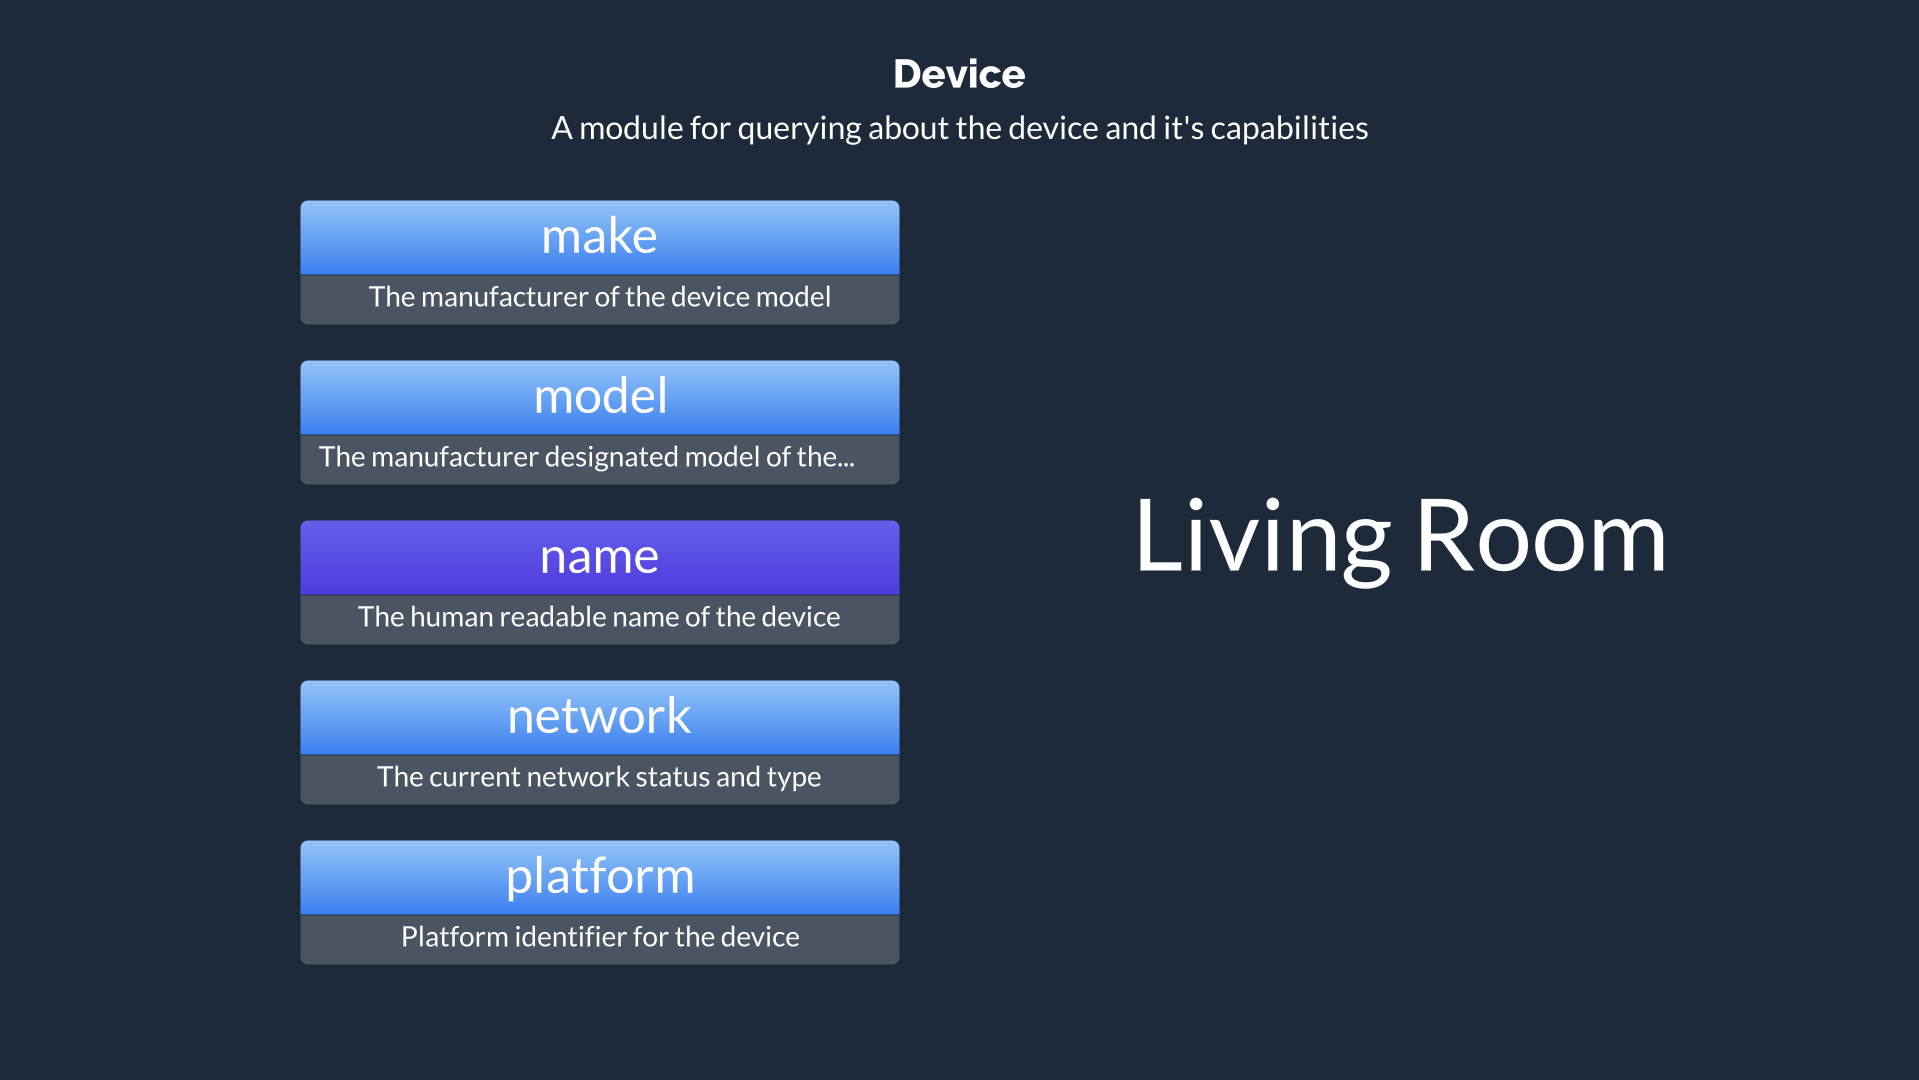 Device
A module for querying about the device and it's capabilities
make
The manufacturer of the device model
model
The manufacturer designated model of the...
name
The human readable name of the device
network
The current network status and type
platform
Platform identifier for the device
Living Room